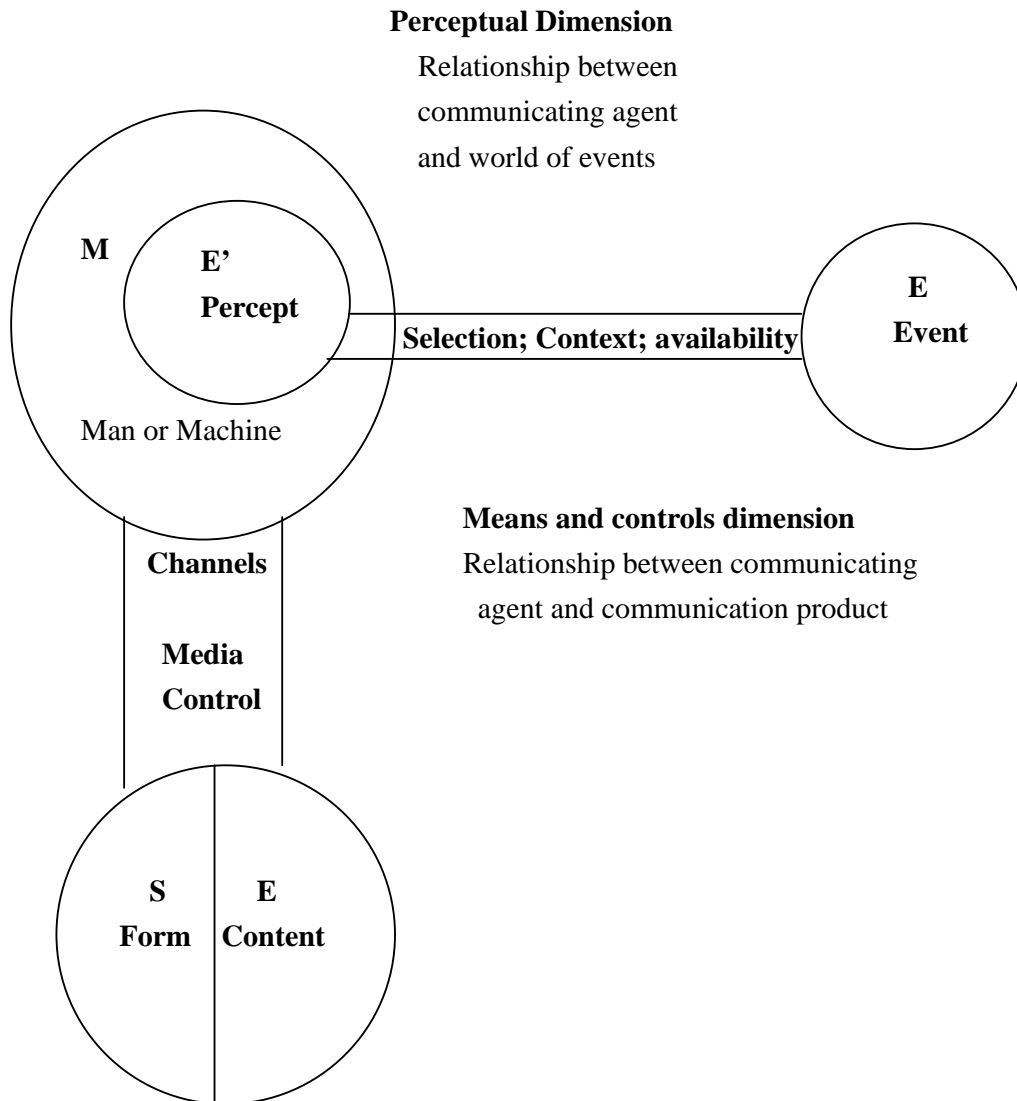 Perceptual Dimension
Relationship between
communicating agent
and world of events
M
E’
Percept
Man or Machine
Selection; Context; availability
E
Event
Means and controls dimension
Relationship between communicating
agent and communication product
Channels
Media
Control
S
Form
E
Content